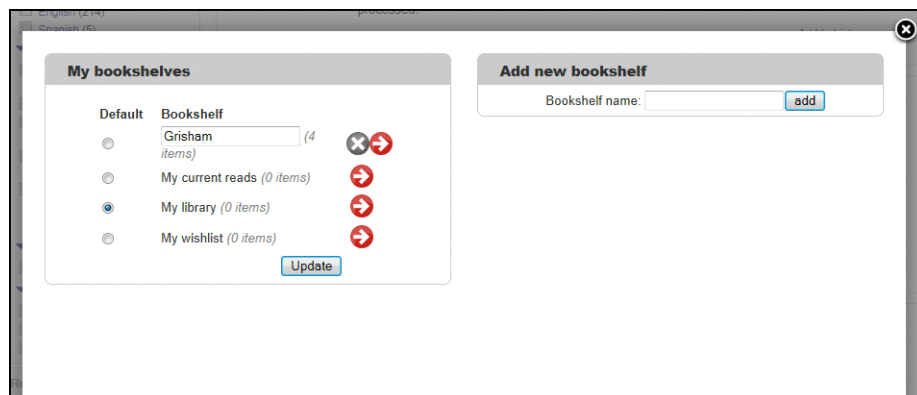 English (214)
processed.
Spanish (5)
My bookshelves
Default Bookshelf
Grisham (4
items)
My current reads (0 items)
My library (0 items)
My wishlist (0 items)
Update
Add new bookshelf
Bookshelf name: add